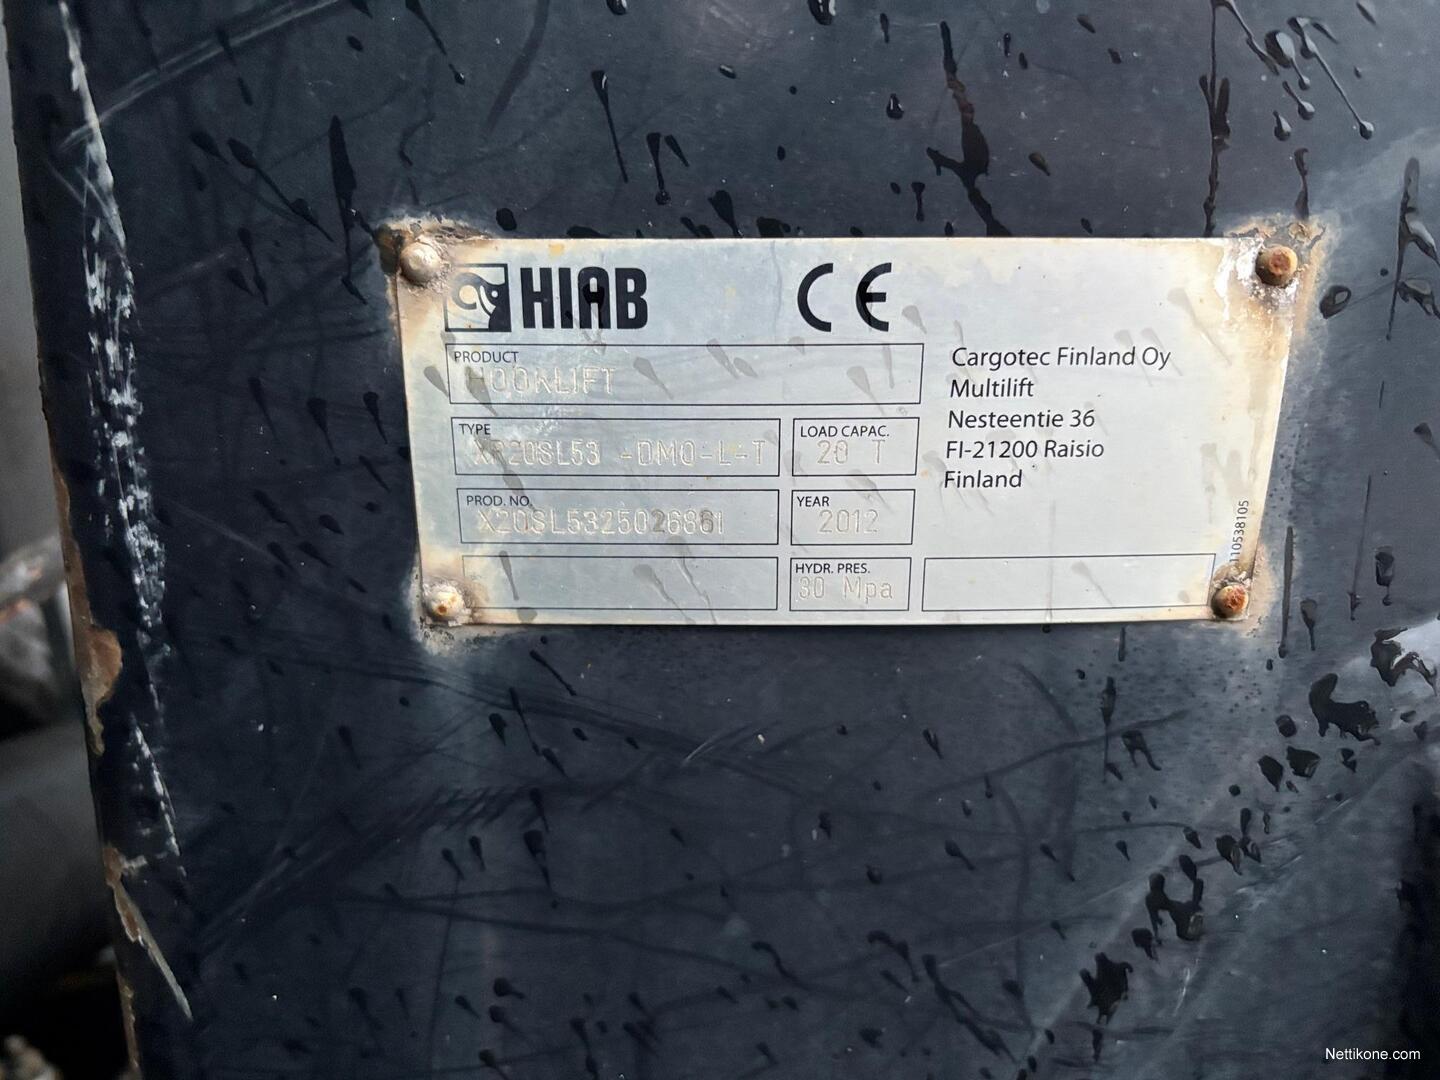 HIAB CE
PRODUCT
HOOKLIFT
TYPE
XR20SL53 -DMO-L-T
LOAD CAPAC.
20 T
PROD. NO.
X20SL5325026861
YEAR
2012
HYDR. PRES.
30 Mpa
Cargotec Finland Oy
Multilift
Nesteentie 36
FI-21200 Raisio
Finland
110538105
Nettikone.com